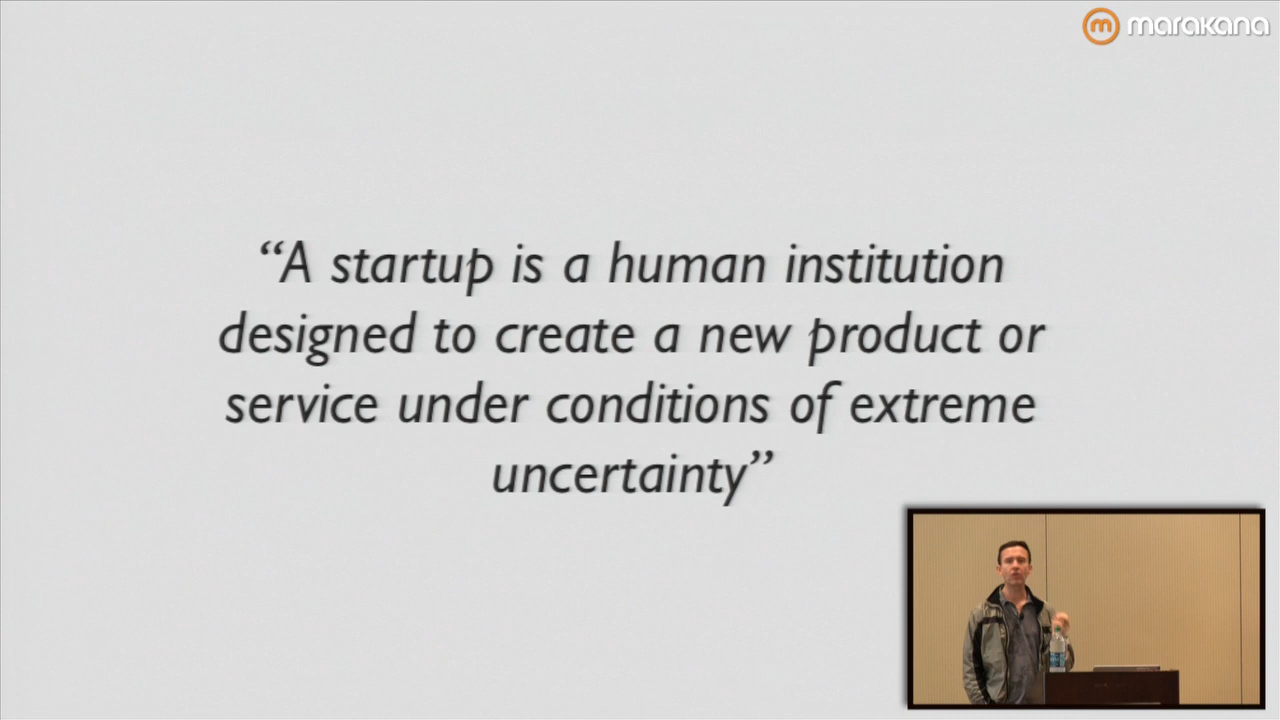 marakana
“A startup is a human institution
designed to create a new product or
service under conditions of extreme
uncertainty”